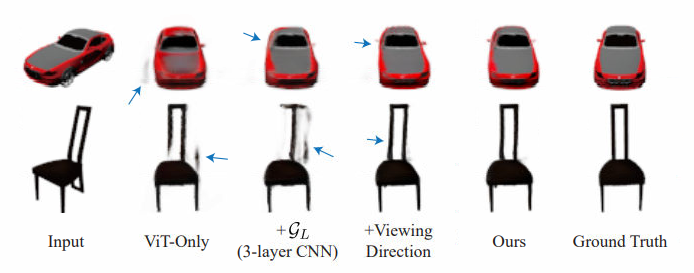 Input
ViT-Only
+𝒢_L
(3-layer CNN)
+Viewing
Direction
Ours
Ground Truth